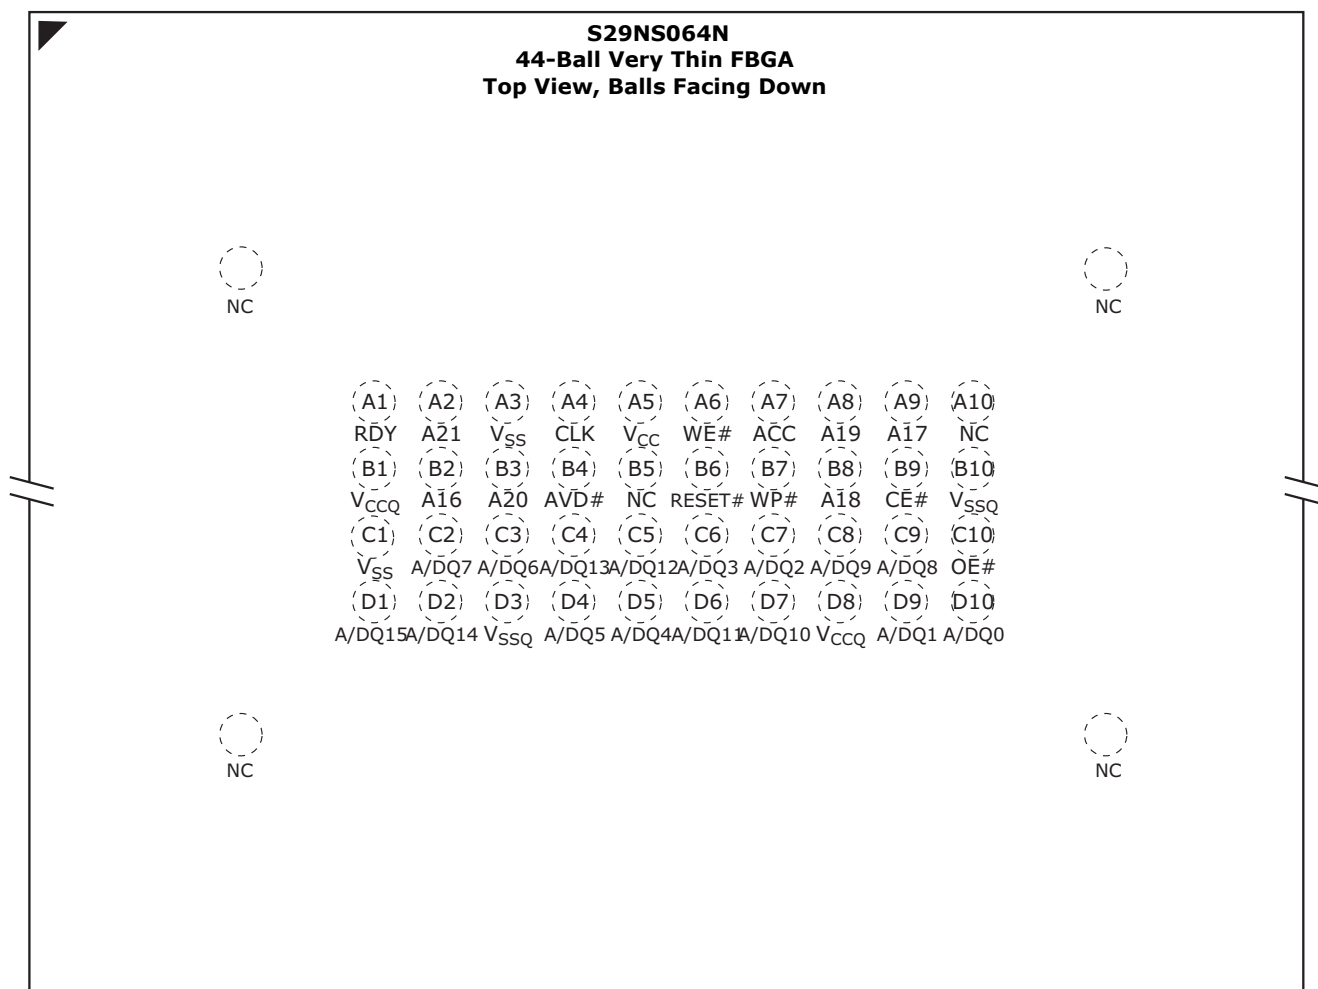 S29NS064N
44-Ball Very Thin FBGA
Top View, Balls Facing Down
NC NC
A1 A2 A3 A4 A5 A6 A7 A8 A9 A10
RDY A21 VSS CLK VCC WE# ACC A19 A17 NC
B1 B2 B3 B4 B5 B6 B7 B8 B9 B10
VCCQ A16 A20 AVD# NC RESET# WP# A18 CE# VSSQ
C1 C2 C3 C4 C5 C6 C7 C8 C9 C10
VSS A/DQ7 A/DQ6 A/DQ13 A/DQ12 A/DQ3 A/DQ2 A/DQ9 A/DQ8 OE#
D1 D2 D3 D4 D5 D6 D7 D8 D9 D10
A/DQ15 A/DQ14 VSSQ A/DQ5 A/DQ4 A/DQ11 A/DQ10 VCCQ A/DQ1 A/DQ0
NC NC